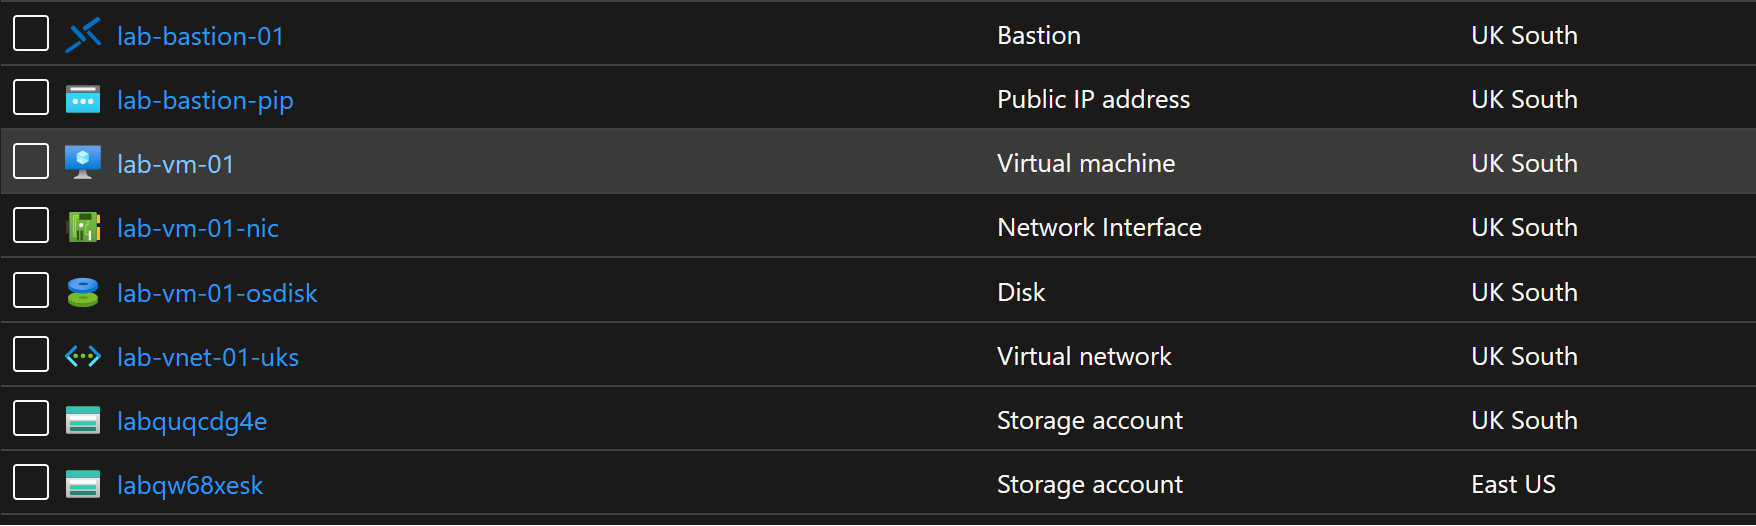 lab-bastion-01 Bastion UK South
lab-bastion-pip Public IP address UK South
lab-vm-01 Virtual machine UK South
lab-vm-01-nic Network Interface UK South
lab-vm-01-osdisk Disk UK South
lab-vnet-01-uks Virtual network UK South
labquqcdg4e Storage account UK South
labqw68xesk Storage account East US